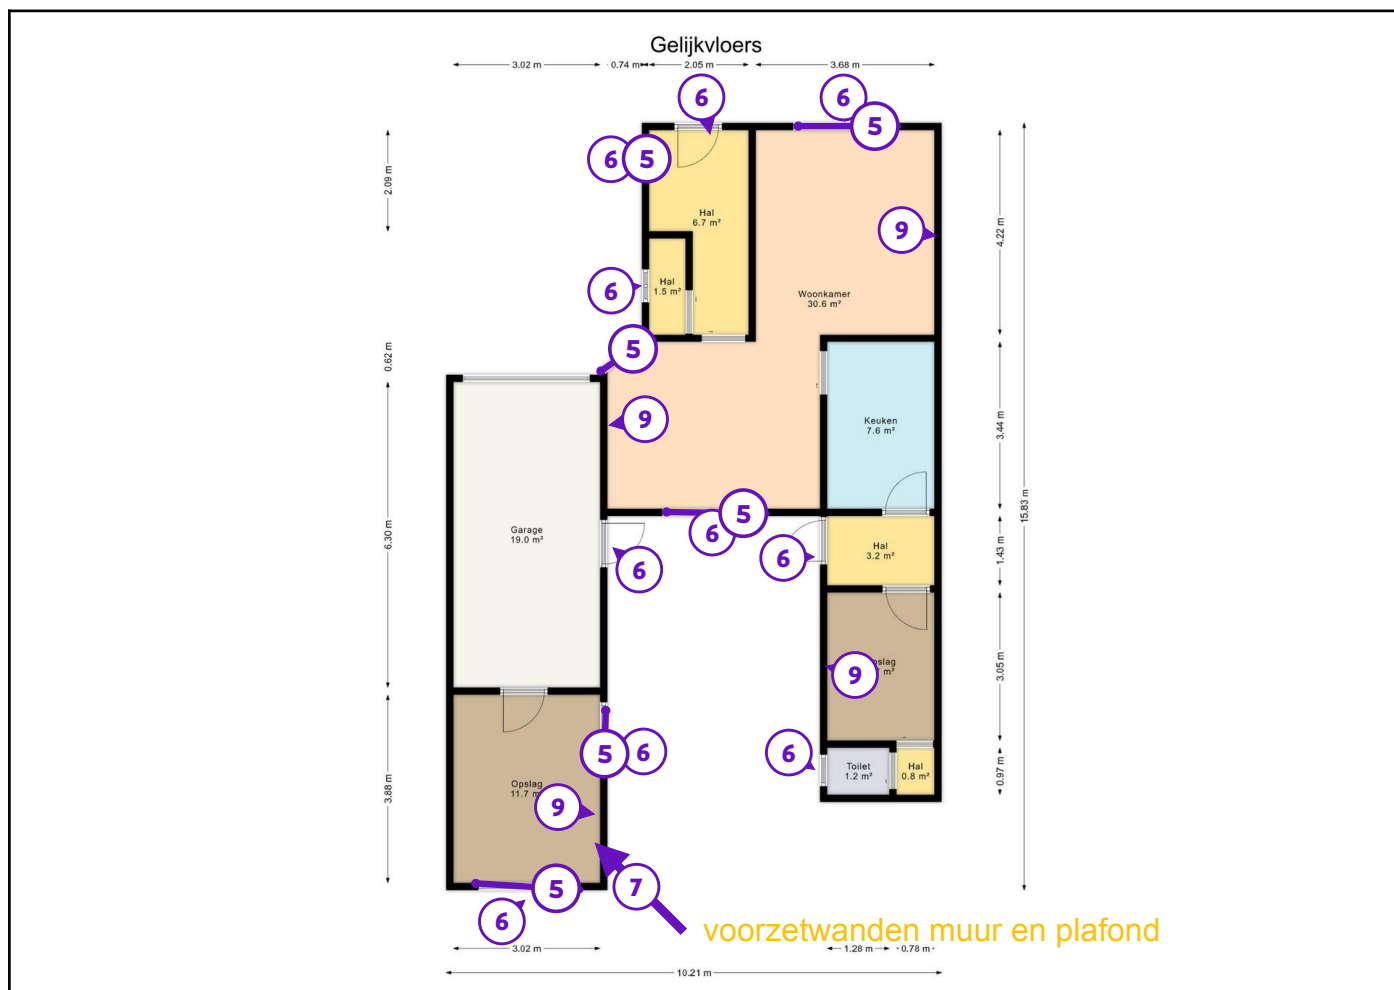 Gelijkvloers
3.02 m
0.74 m
2.05 m
3.68 m
6
6
5
6
5
2.09 m
Hal
6.7 m²
9
4.22 m
6
Hal
1.5 m²
Woonkamer
30.6 m²
0.62 m
5
9
Keuken
7.6 m²
3.44 m
15.83 m
5
6
Garage
19.0 m²
6.30 m
6
6
Hal
3.2 m²
1.43 m
9
3.05 m
5
6
6
Toilet
1.2 m²
Hal
0.8 m²
0.97 m
Opslag
11.7
3.88 m
9
5
7
6
voorzetwanden muur en plafond
3.02 m
1.28 m
0.78 m
10.21 m